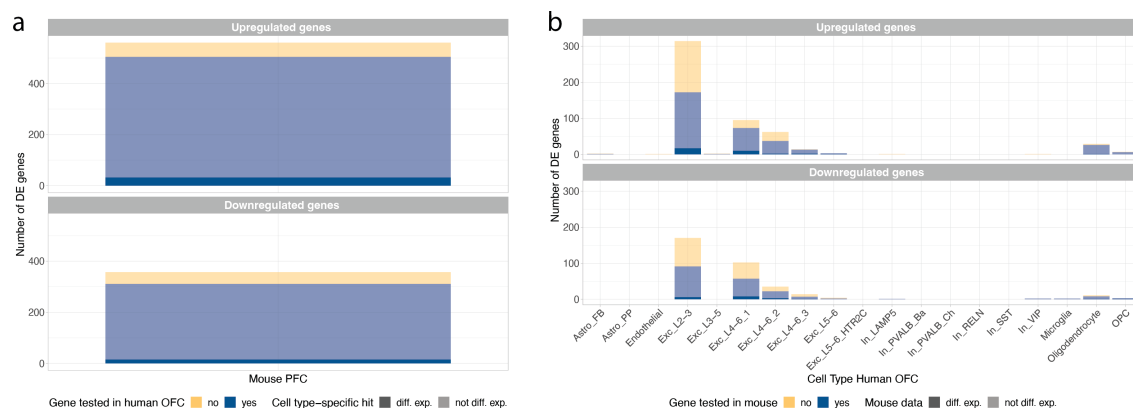 a
Upregulated genes
400
200
0
Downregulated genes
400
200
0
Number of DE genes
Mouse PFC
Gene tested in human OFC no yes Cell type−specific hit diff. exp. not diff. exp.
b
Upregulated genes
300
200
100
0
Number of DE genes
Downregulated genes
300
200
100
0
Number of DE genes
Astro_FB
Astro_PP
Endothelial
Exc_L2−3
Exc_L3−5
Exc_L4−6_1
Exc_L4−6_2
Exc_L4−6_3
Exc_L5−6
Exc_L5−6_HTR2C
In_LAMP5
In_PVALB_Ba
In_PVALB_Ch
In_RELN
In_SST
In_VIP
Microglia
Oligodendrocyte
OPC
Cell Type Human OFC
Gene tested in mouse no yes Mouse data diff. exp. not diff. exp.